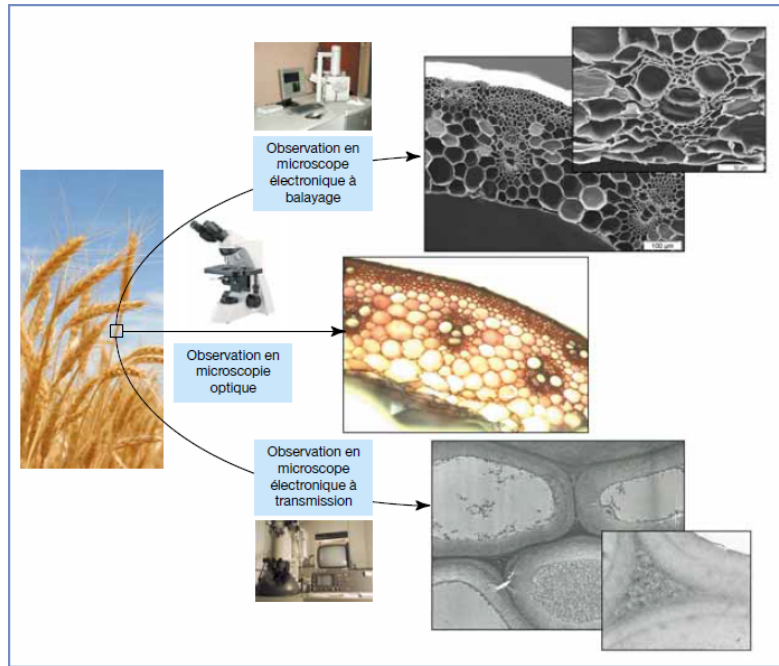 Observation en
microscope
électronique à
balayage
100 µm
Observation en
microscopie
optique
Observation en
microscope
électronique à
transmission